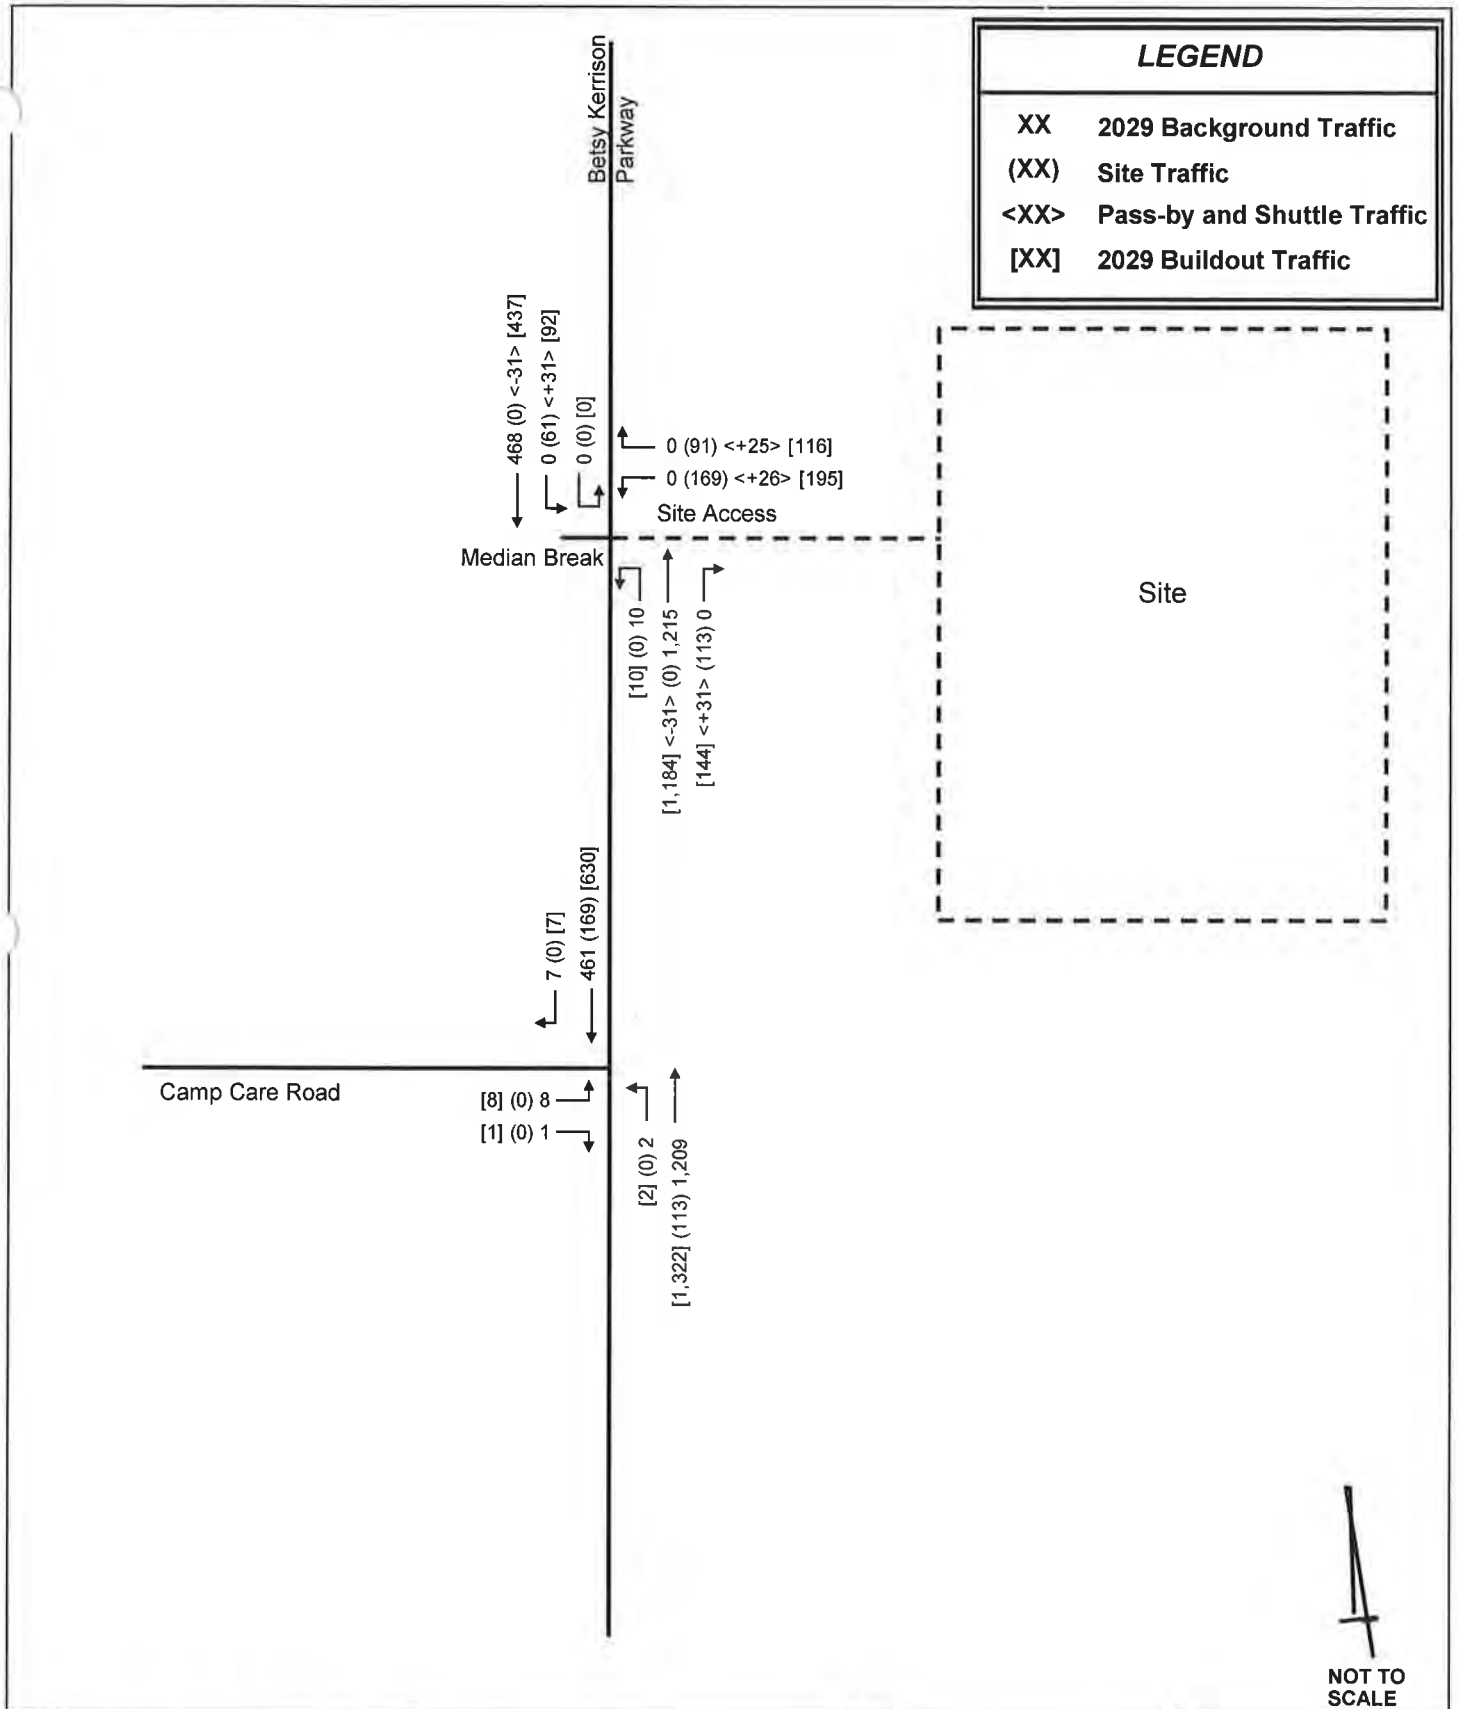 LEGEND
XX 2029 Background Traffic
(XX) Site Traffic
<XX> Pass-by and Shuttle Traffic
[XX] 2029 Buildout Traffic
Betsy Kerrison
Parkway
468 (0) <-31> [437]
0 (61) <+31> [92]
0 (0) [0]
0 (91) <+25> [116]
0 (169) <+26> [195]
Site Access
Median Break
[10] (0) 10
[1,184] <-31> (0) 1,215
[144] <+31> (113) 0
Site
7 (0) [7]
461 (169) [630]
Camp Care Road
[8] (0) 8
[1] (0) 1
[2] (0) 2
[1,322] (113) 1,209
NOT TO
SCALE